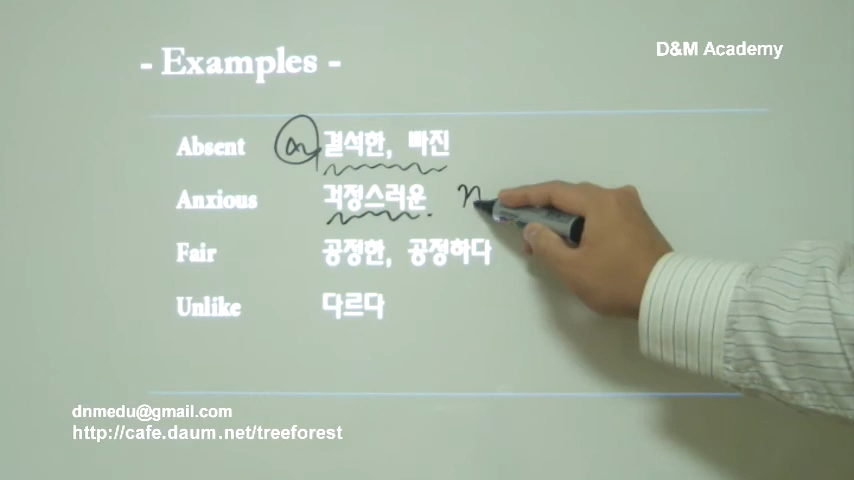 D&M Academy
- Examples -
Absent 결석한, 빠진
Anxious 걱정스러운 n
Fair 공정한, 공정하다
Unlike 다르다
dnmedu@gmail.com
http://cafe.daum.net/treeforest